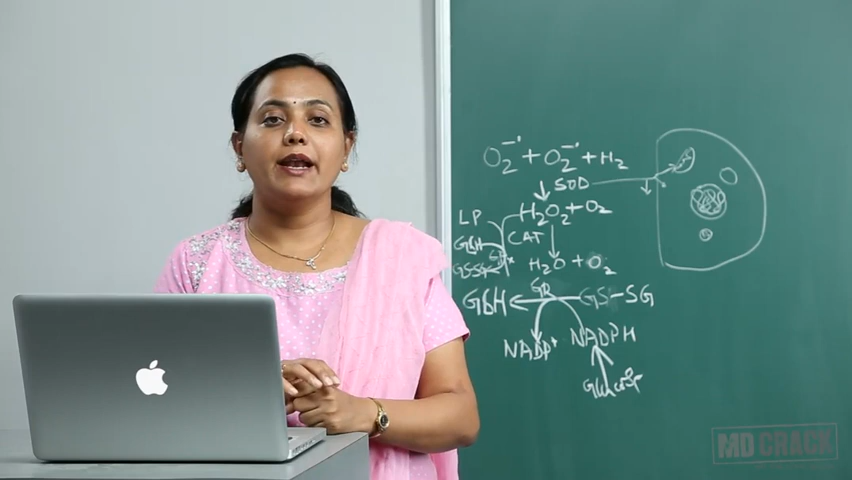 O₂⁻• + O₂⁻• + H₂
SOD
H₂O₂ + O₂
LP
CAT
GSH
GSSG
H₂O + O₂
GR
GSH ← GS-SG
NADP⁺ NADPH
Glucose
MD CRACK